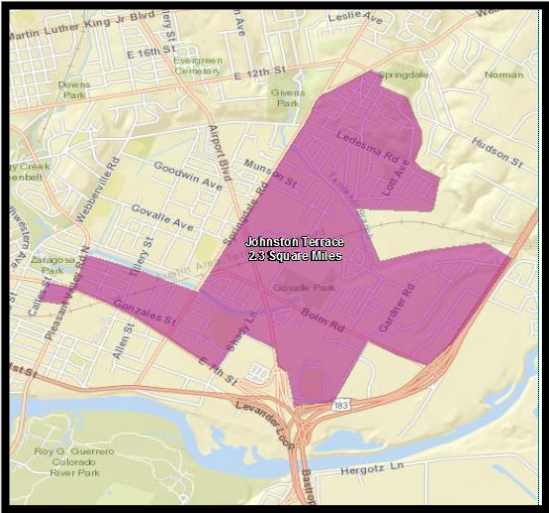 Leslie Ave
Martin Luther King Jr Blvd
E 16th St
Evergreen
Cemetery
E 12th St
Springdale
Norman
Downs
Park
Givens
Park
Airport Blvd
Ledesma Rd
Hudson St
Munson St
Lott Ave
Goodwin Ave
Webberville Rd
Govalle Ave
Springdale Rd
Tillery St
Johnston Terrace
2.3 Square Miles
Zaragosa
Park
Pleasant Valley Rd N
Govalle Park
Gardner Rd
Gonzales St
Bolm Rd
Allen St
Shady Ln
E 7th St
183
Levander Loop
Roy G. Guerrero
Colorado
River Park
Hergotz Ln